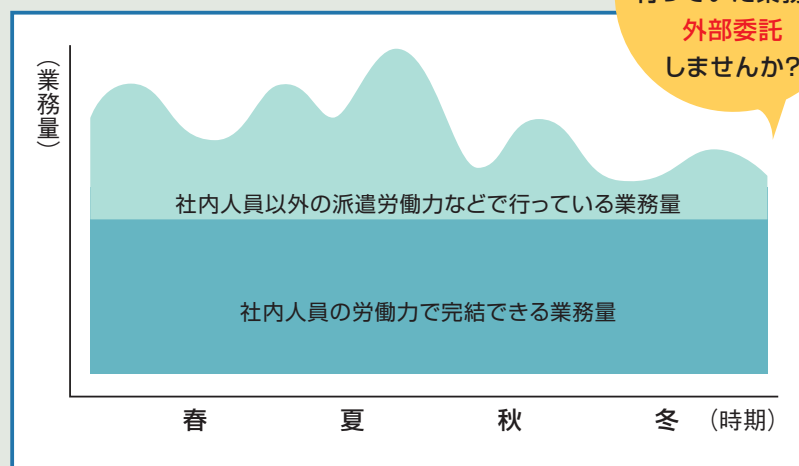 外部委託
しませんか?
（業務量）
社内人員以外の派遣労働力などで行っている業務量
社内人員の労働力で完結できる業務量
春 夏 秋 冬 （時期）